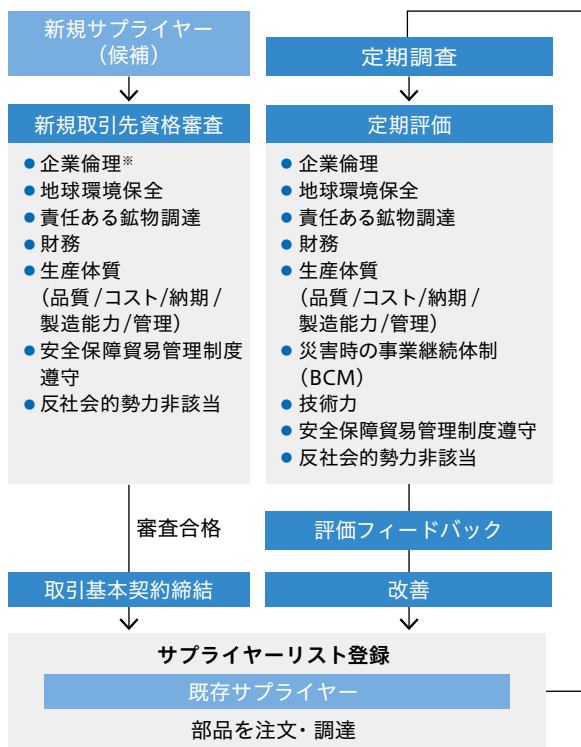 新規サプライヤー
（候補）
新規取引先資格審査
● 企業倫理※
● 地球環境保全
● 責任ある鉱物調達
● 財務
● 生産体質
（品質/コスト/納期/
製造能力/管理）
● 安全保障貿易管理制度
遵守
● 反社会的勢力非該当
審査合格
取引基本契約締結
定期調査
定期評価
● 企業倫理
● 地球環境保全
● 責任ある鉱物調達
● 財務
● 生産体質
（品質/コスト/納期/
製造能力/管理）
● 災害時の事業継続体制
（BCM）
● 技術力
● 安全保障貿易管理制度遵守
● 反社会的勢力非該当
評価フィードバック
改善
サプライヤーリスト登録
既存サプライヤー
部品を注文・調達